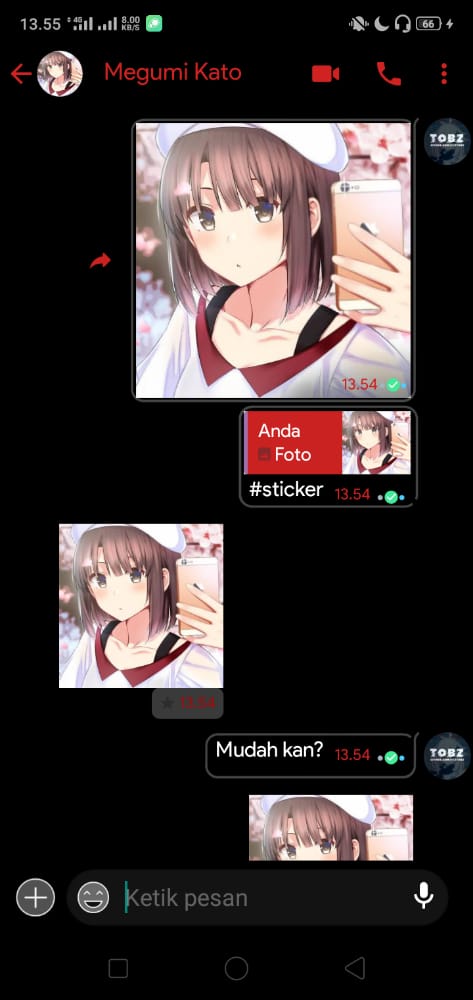 13.55 4G 8.00 KB/S 66
Megumi Kato
TOBZ
13.54
Anda
Foto
#sticker 13.54
13.54
Mudah kan? 13.54
TOBZ
Ketik pesan